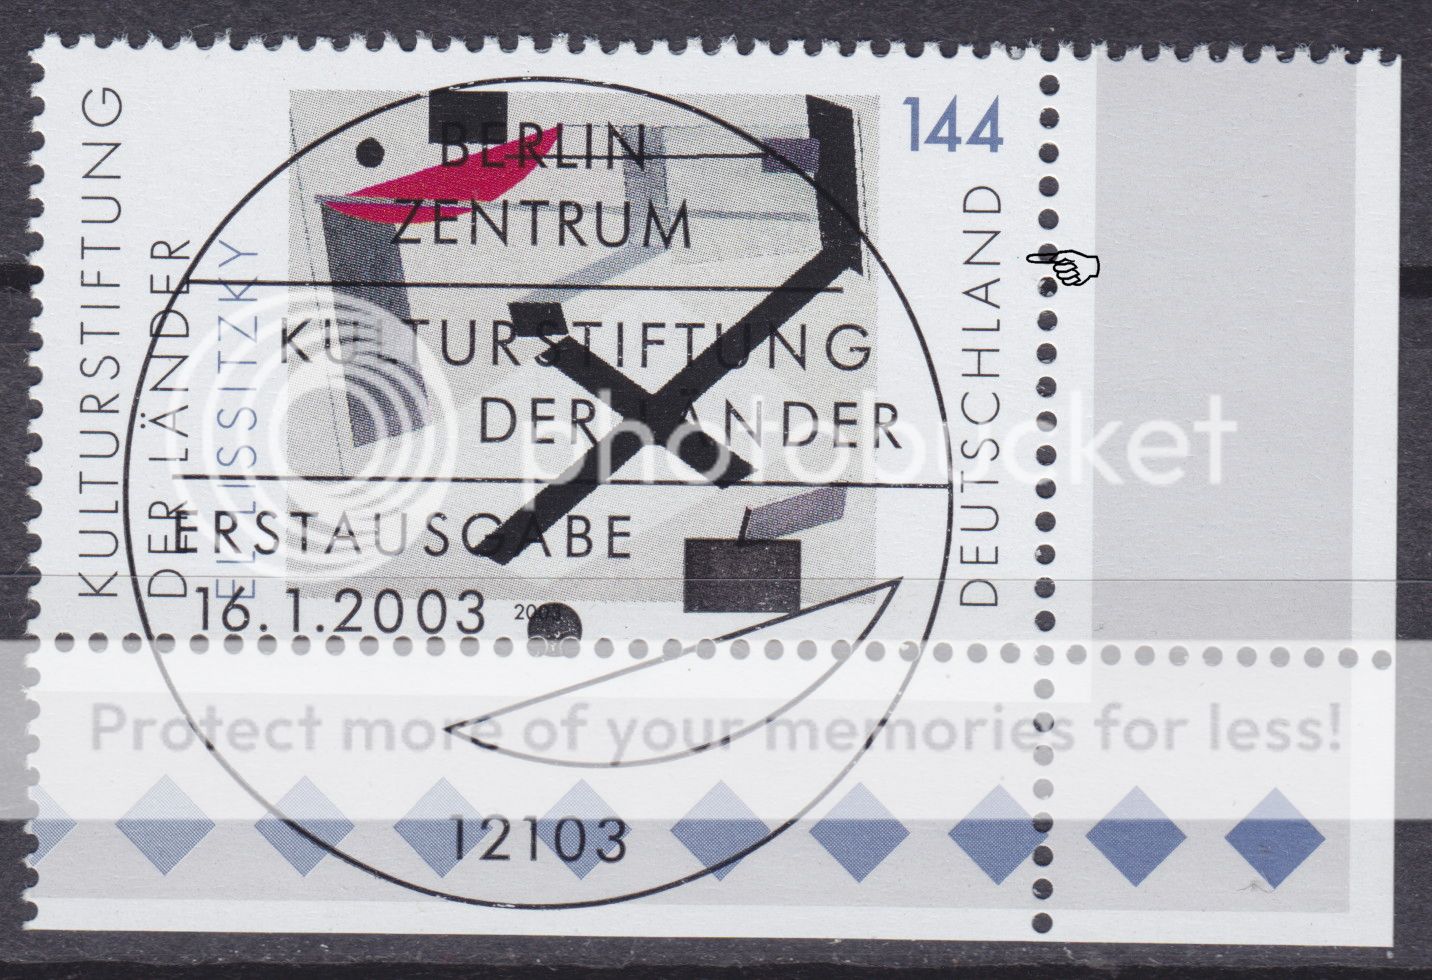 KULTURSTIFTUNG
DER LÄNDER
EL LISSITZKY
144
DEUTSCHLAND
2003
BERLIN
ZENTRUM
KULTURSTIFTUNG
DER LÄNDER
ERSTAUSGABE
16.1.2003
12103
photobucket
Protect more of your memories for less!